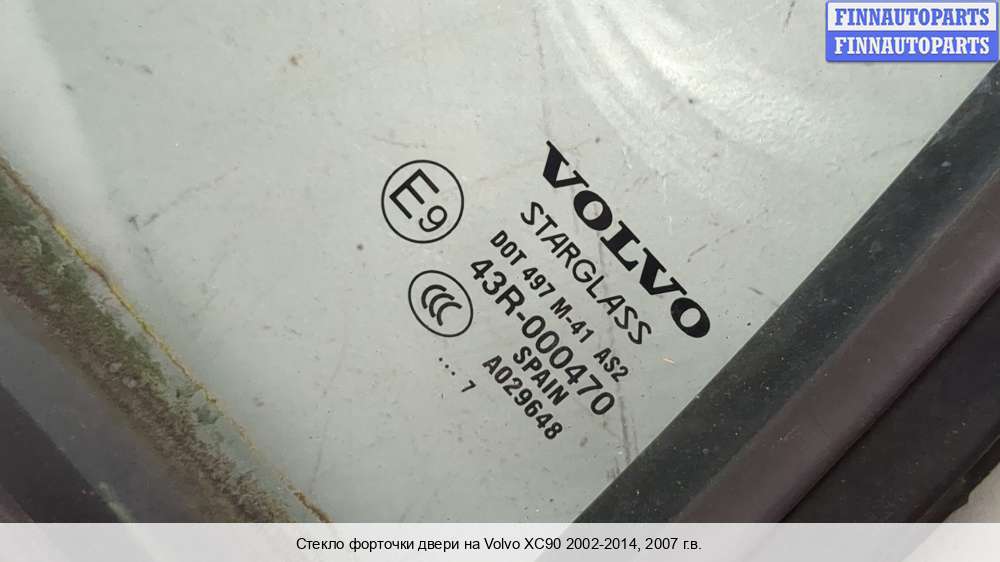 FINNAUTOPARTS
FINNAUTOPARTS
VOLVO
STARGLASS
DOT 497 M-41 AS2
E9
43R-000470
SPAIN
CCC
A029648
... 7
Стекло форточки двери на Volvo XC90 2002-2014, 2007 г.в.